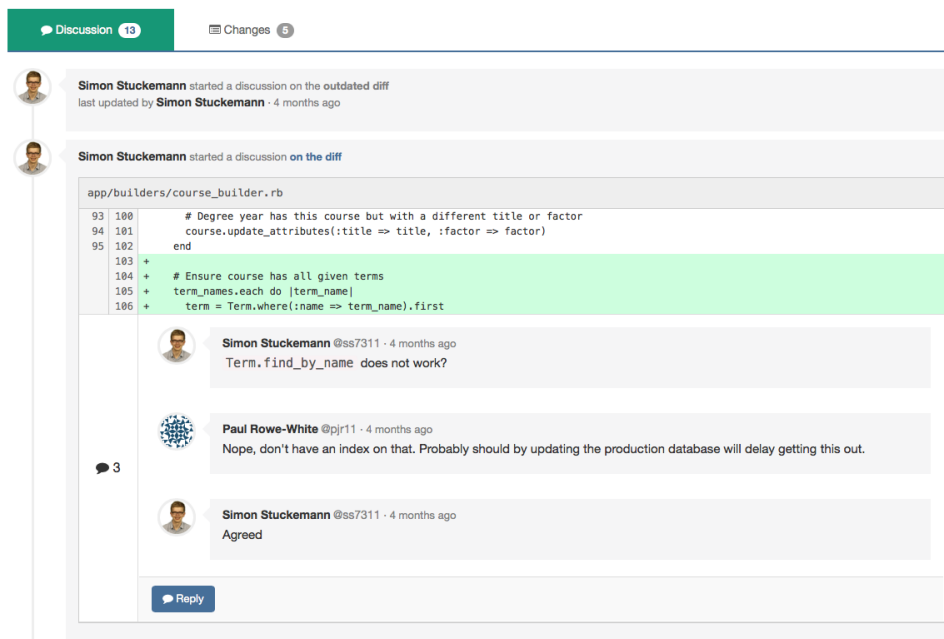 Discussion 13
Changes 5
Simon Stuckemann started a discussion on the outdated diff
last updated by Simon Stuckemann · 4 months ago
Simon Stuckemann started a discussion on the diff
app/builders/course_builder.rb
93 100 # Degree year has this course but with a different title or factor
94 101 course.update_attributes(:title => title, :factor => factor)
95 102 end
103 +
104 + # Ensure course has all given terms
105 + term_names.each do |term_name|
106 + term = Term.where(:name => term_name).first
Simon Stuckemann @ss7311 · 4 months ago
Term.find_by_name does not work?
Paul Rowe-White @pjr11 · 4 months ago
Nope, don't have an index on that. Probably should by updating the production database will delay getting this out.
3
Simon Stuckemann @ss7311 · 4 months ago
Agreed
Reply